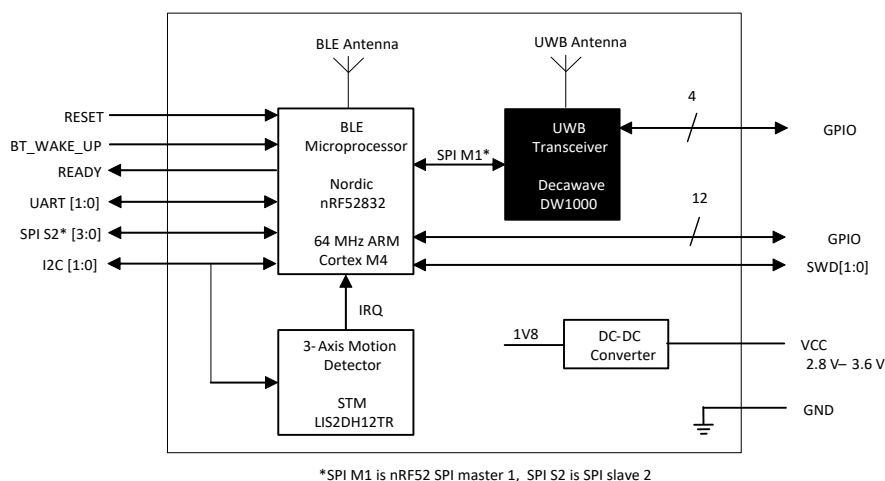 BLE Antenna
UWB Antenna
RESET
BT_WAKE_UP
READY
UART [1:0]
SPI S2* [3:0]
I2C [1:0]
BLE
Microprocessor
Nordic
nRF52832
64 MHz ARM
Cortex M4
SPI M1*
UWB
Transceiver
Decawave
DW1000
4
GPIO
12
GPIO
SWD[1:0]
IRQ
3-Axis Motion
Detector
STM
LIS2DH12TR
1V8
DC-DC
Converter
VCC
2.8 V– 3.6 V
GND
*SPI M1 is nRF52 SPI master 1, SPI S2 is SPI slave 2